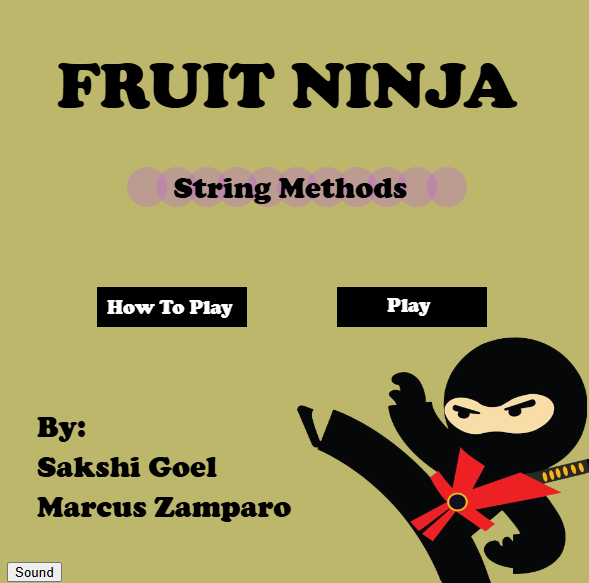 FRUIT NINJA
String Methods
How To Play
Play
By:
Sakshi Goel
Marcus Zamparo
Sound